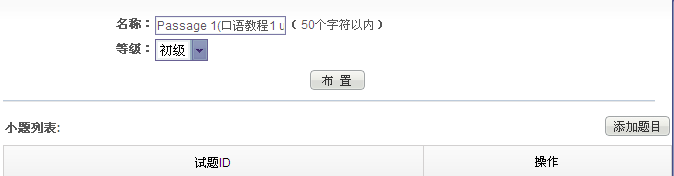 名称： Passage 1(口语教程1 u （ 50个字符以内）
等级： 初级
布 置
小题列表:
添加题目
试题ID 操作